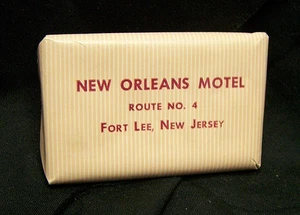 NEW ORLEANS MOTEL
ROUTE NO. 4
FORT LEE, NEW JERSEY